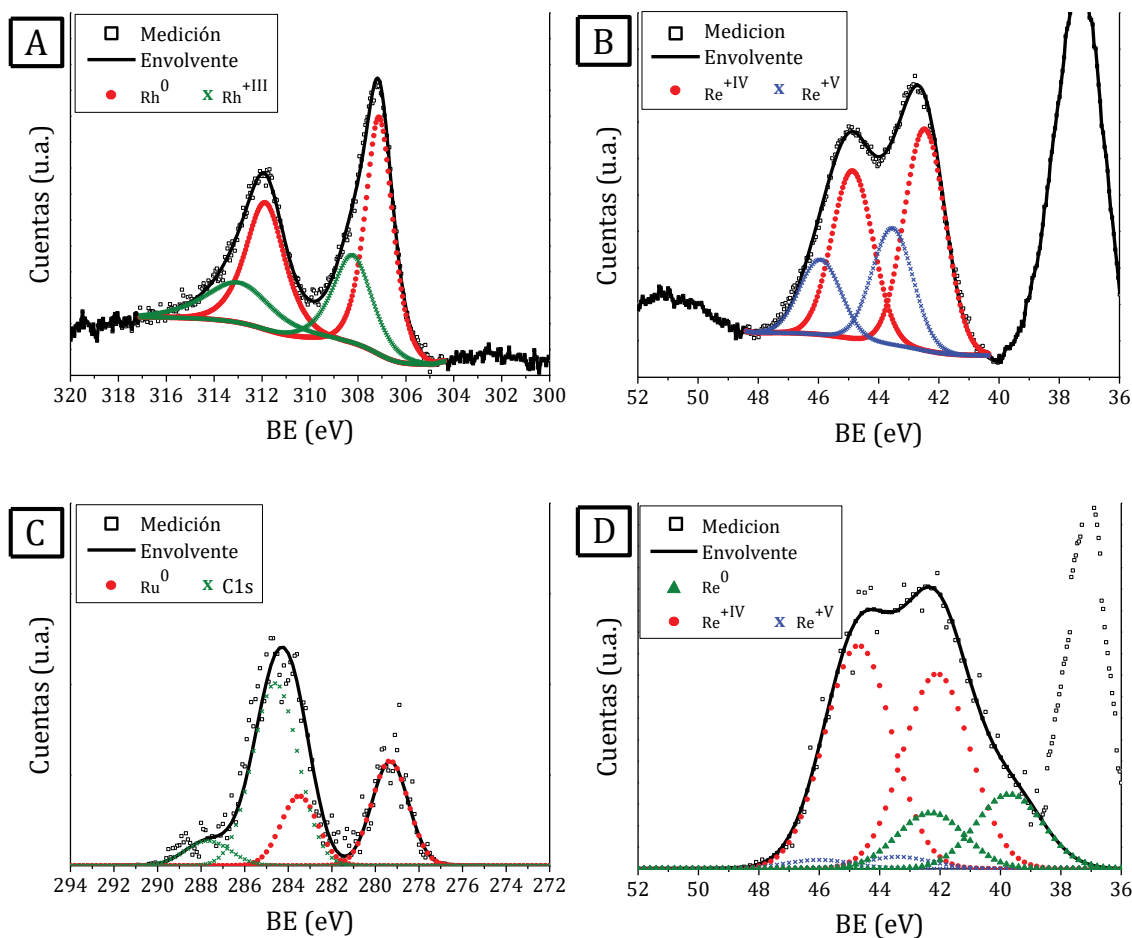 A
Medición
Envolvente
Rh0 x Rh+III
Cuentas (u.a.)
320 318 316 314 312 310 308 306 304 302 300
BE (eV)
B
Medicion
Envolvente
Re+IV x Re+V
Cuentas (u.a.)
52 50 48 46 44 42 40 38 36
BE (eV)
C
Medición
Envolvente
Ru0 x C1s
Cuentas (u.a.)
294 292 290 288 286 284 282 280 278 276 274 272
BE (eV)
D
Medicion
Envolvente
Re0
Re+IV x Re+V
Cuentas (u.a.)
52 50 48 46 44 42 40 38 36
BE (eV)